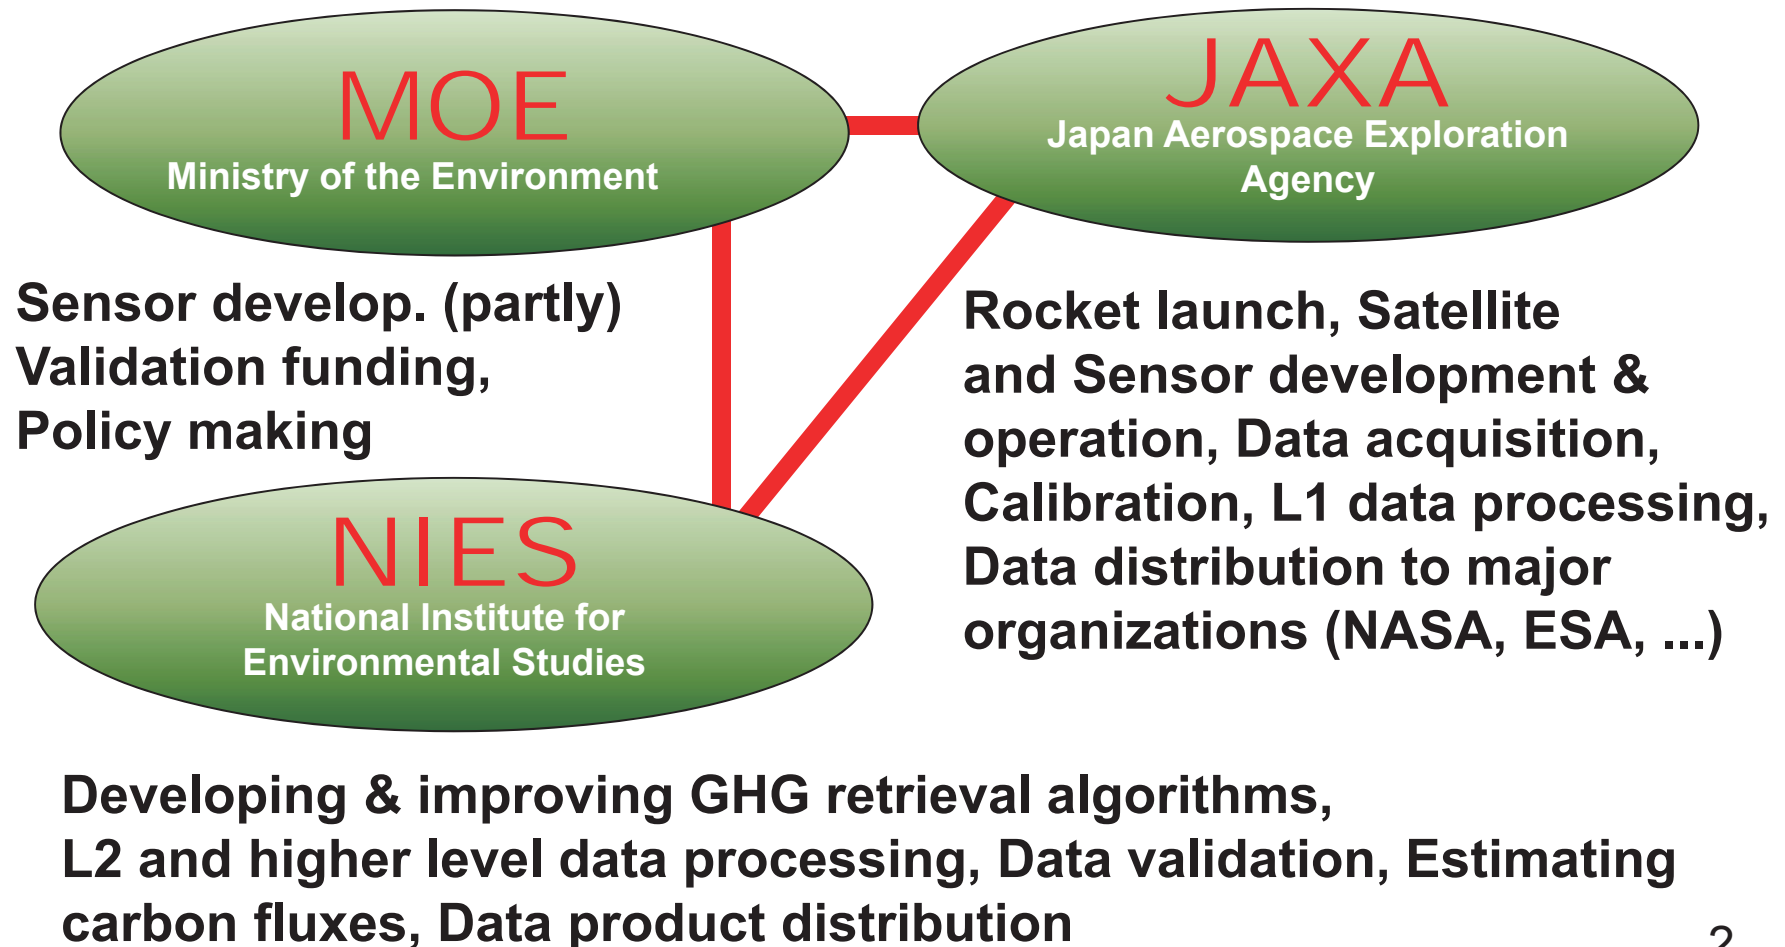 MOE
Ministry of the Environment
JAXA
Japan Aerospace Exploration
Agency
Sensor develop. (partly)
Validation funding,
Policy making
Rocket launch, Satellite
and Sensor development &
operation, Data acquisition,
Calibration, L1 data processing,
Data distribution to major
organizations (NASA, ESA, ...)
NIES
National Institute for
Environmental Studies
Developing & improving GHG retrieval algorithms,
L2 and higher level data processing, Data validation, Estimating
carbon fluxes, Data product distribution
2